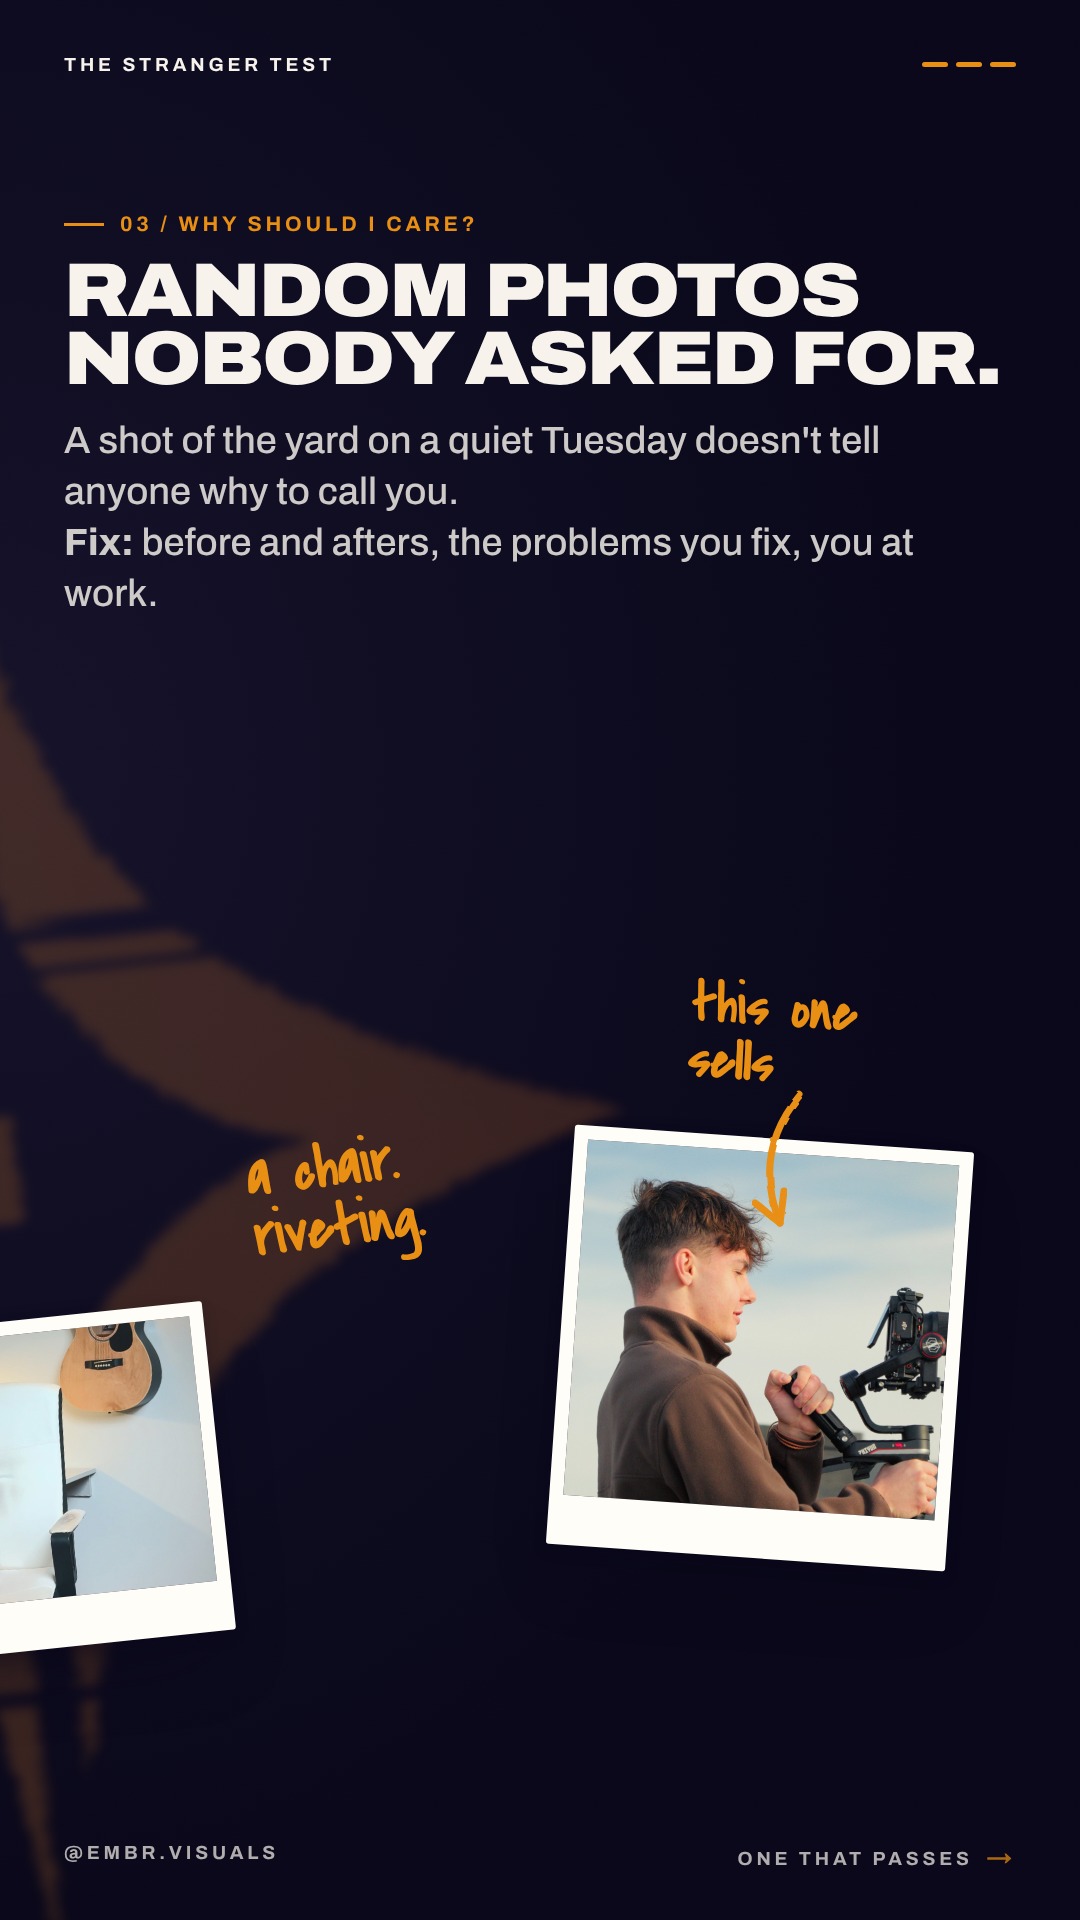 THE STRANGER TEST
03 / WHY SHOULD I CARE?
RANDOM PHOTOS
NOBODY ASKED FOR.
A shot of the yard on a quiet Tuesday doesn't tell
anyone why to call you.
Fix: before and afters, the problems you fix, you at
work.
this one
sells
a chair.
riveting.
@EMBR.VISUALS
ONE THAT PASSES →